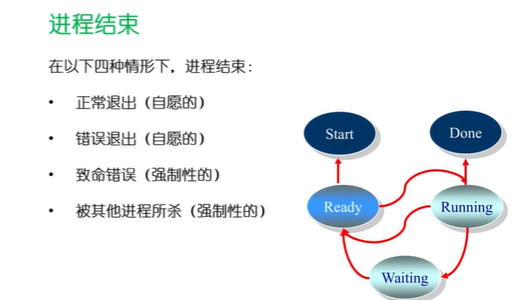 进程结束
在以下四种情形下，进程结束：
• 正常退出（自愿的）
• 错误退出（自愿的）
• 致命错误（强制性的）
• 被其他进程所杀（强制性的）
Start
Done
Ready
Running
Waiting